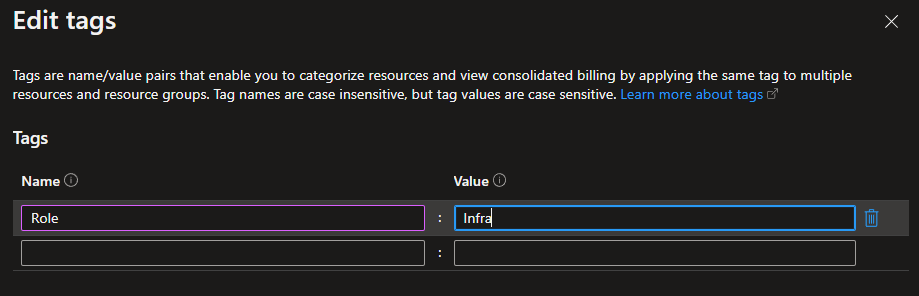 Edit tags
Tags are name/value pairs that enable you to categorize resources and view consolidated billing by applying the same tag to multiple
resources and resource groups. Tag names are case insensitive, but tag values are case sensitive. Learn more about tags
Tags
Name Value
Role : Infra
: